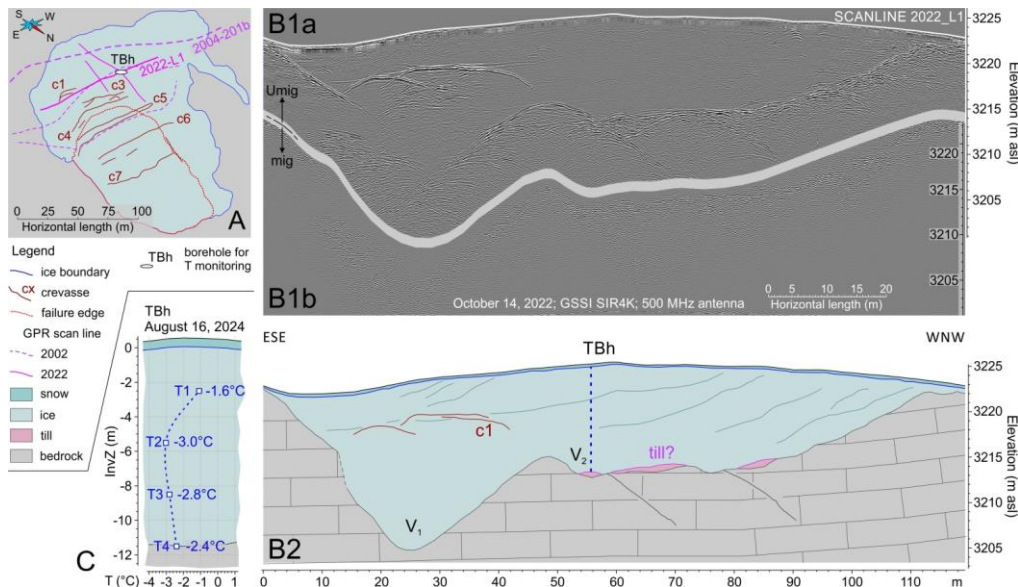 S
W
E
N
TBh
2022-L1
2004-201b
c1
c3
c5
c4
c6
c7
0 25 50 75 100
Horizontal length (m)
A
Legend
ice boundary
cx crevasse
failure edge
GPR scan line
2002
2022
snow
ice
till
bedrock
TBh borehole for
T monitoring
TBh
August 16, 2024
InvZ (m)
0
-2
-4
-6
-8
-10
-12
T1 -1.6°C
T2 -3.0°C
T3 -2.8°C
T4 -2.4°C
C
T (°C) -4 -3 -2 -1 0 1
B1a
SCANLINE 2022_L1
Umig
mig
3225
3220
3215
3210
Elevation (m asl)
3220
3215
3210
3205
Elevation (m asl)
B1b
October 14, 2022; GSSI SIR4K; 500 MHz antenna
0 10 20
Horizontal length (m)
ESE
WNW
TBh
c1
V1
V2
till?
B2
3225
3220
3215
3210
3205
Elevation (m asl)
0 10 20 30 40 50 60 70 80 90 100 110 m